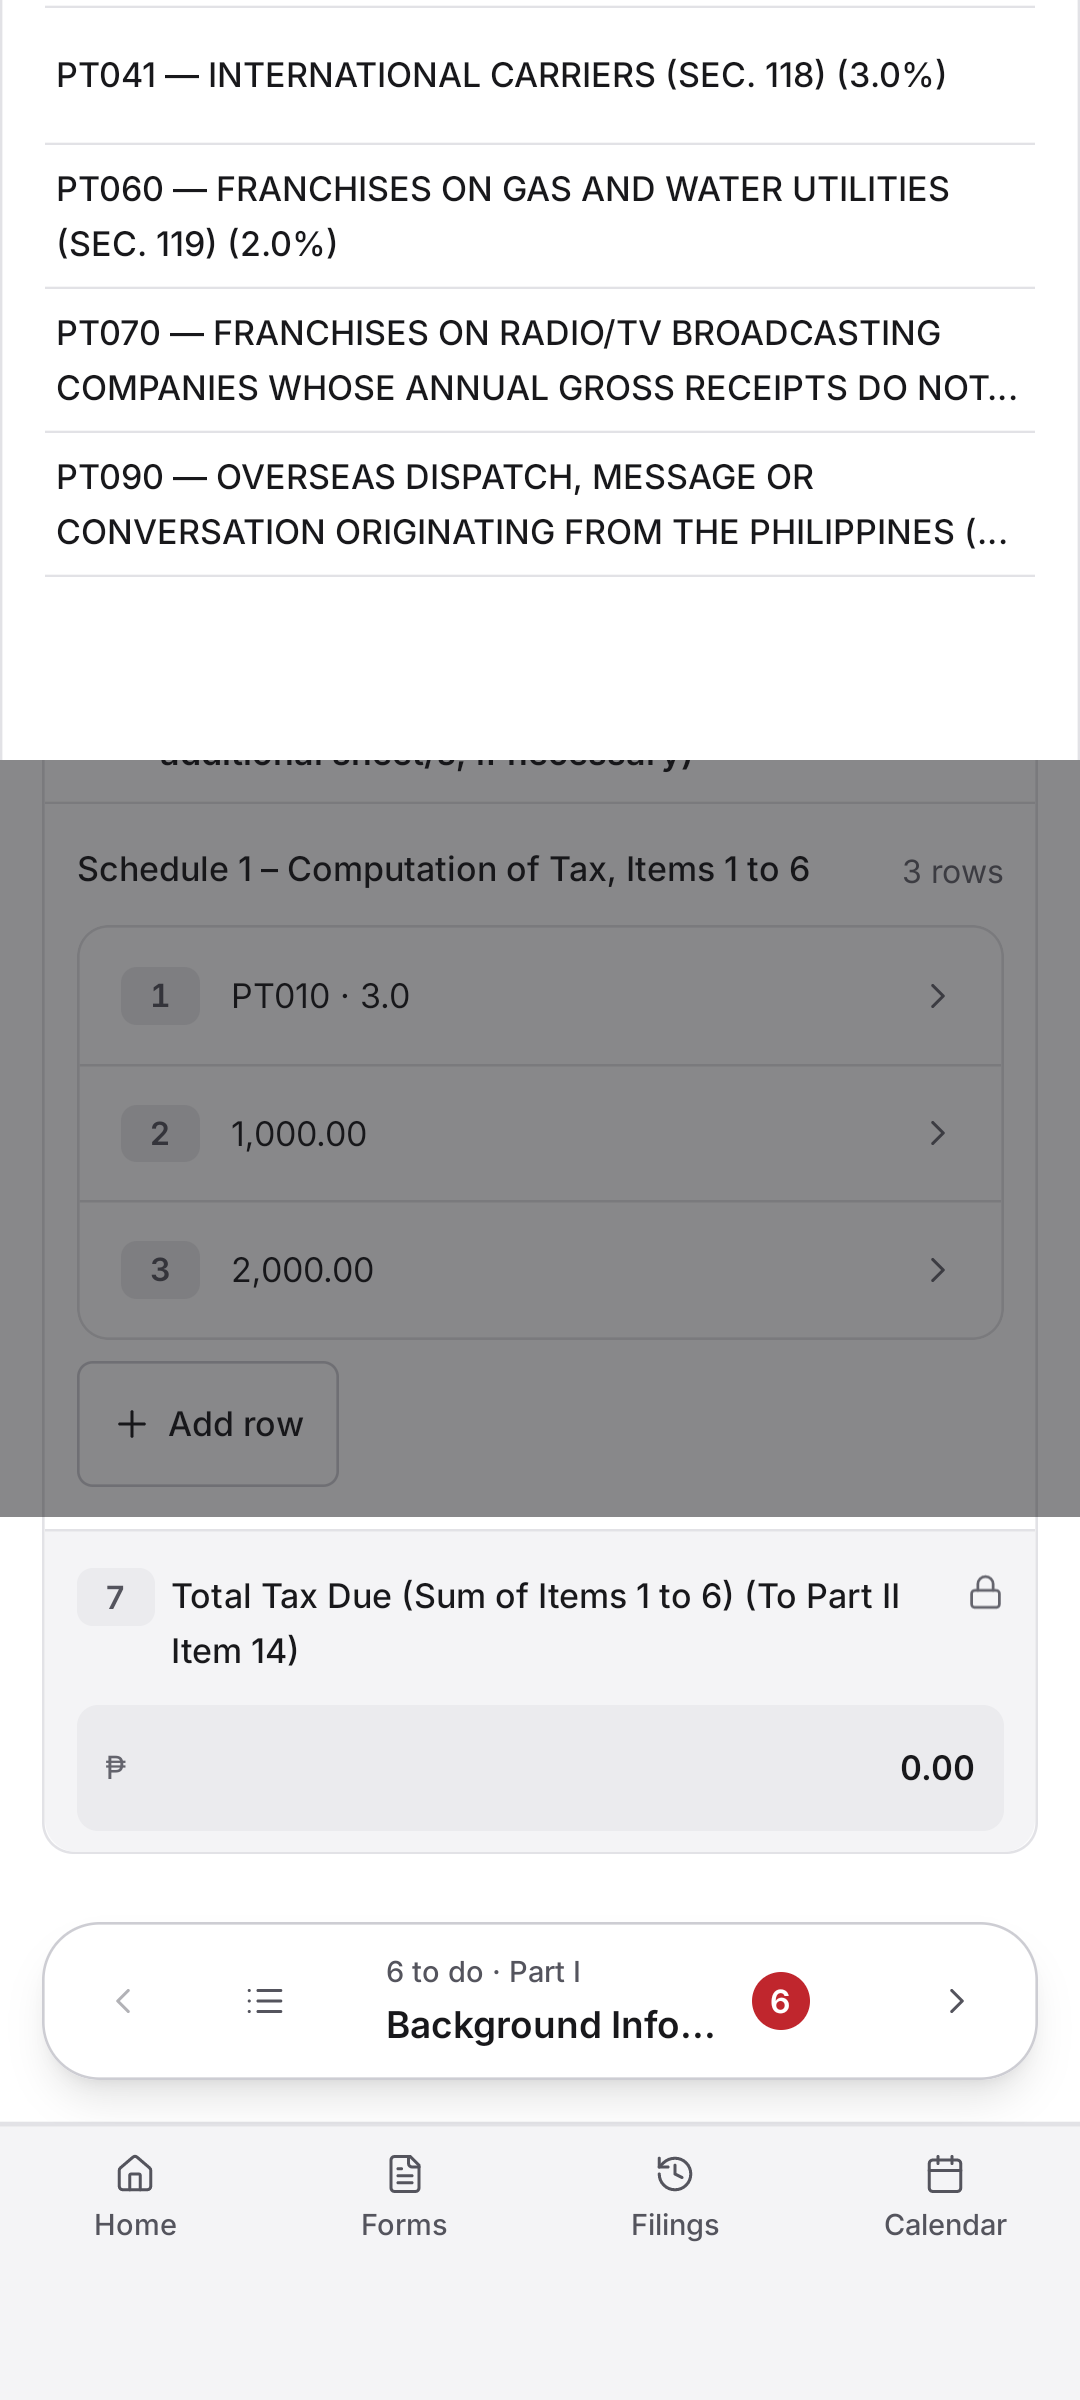 PT041 — INTERNATIONAL CARRIERS (SEC. 118) (3.0%)
PT060 — FRANCHISES ON GAS AND WATER UTILITIES
(SEC. 119) (2.0%)
PT070 — FRANCHISES ON RADIO/TV BROADCASTING
COMPANIES WHOSE ANNUAL GROSS RECEIPTS DO NOT...
PT090 — OVERSEAS DISPATCH, MESSAGE OR
CONVERSATION ORIGINATING FROM THE PHILIPPINES (...
additional sheet/s, if necessary)
Schedule 1 – Computation of Tax, Items 1 to 6
3 rows
1 PT010 · 3.0
2 1,000.00
3 2,000.00
+ Add row
7 Total Tax Due (Sum of Items 1 to 6) (To Part II
Item 14)
₱ 0.00
6 to do · Part I
Background Info...
6
Home Forms Filings Calendar